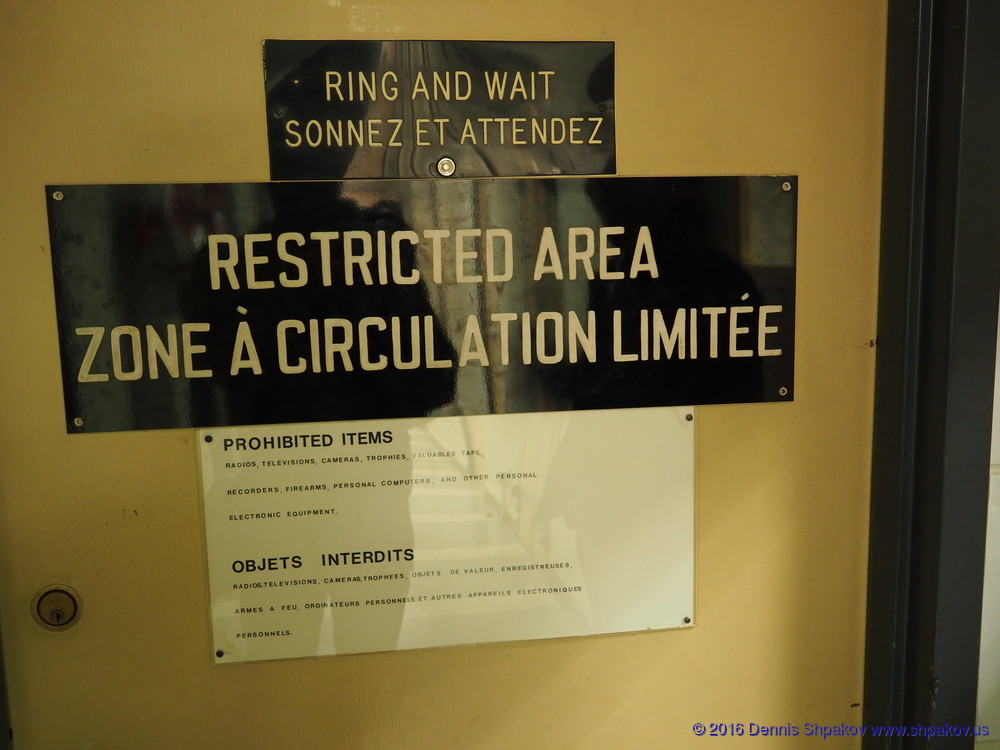 RING AND WAIT
SONNEZ ET ATTENDEZ
RESTRICTED AREA
ZONE À CIRCULATION LIMITÉE
PROHIBITED ITEMS
RADIOS, TELEVISIONS, CAMERAS, TROPHIES, VALUABLES TAPE
RECORDERS, FIREARMS, PERSONAL COMPUTERS, AND OTHER PERSONAL
ELECTRONIC EQUIPMENT.
OBJETS INTERDITS
RADIOS, TELEVISIONS, CAMERAS, TROPHEES, OBJETS DE VALEUR, ENREGISTREUSES,
ARMES A FEU, ORDINATEURS PERSONNELS ET AUTRES APPAREILS ELECTRONIQUES
PERSONNELS.
© 2016 Dennis Shpakov www.shpakov.us